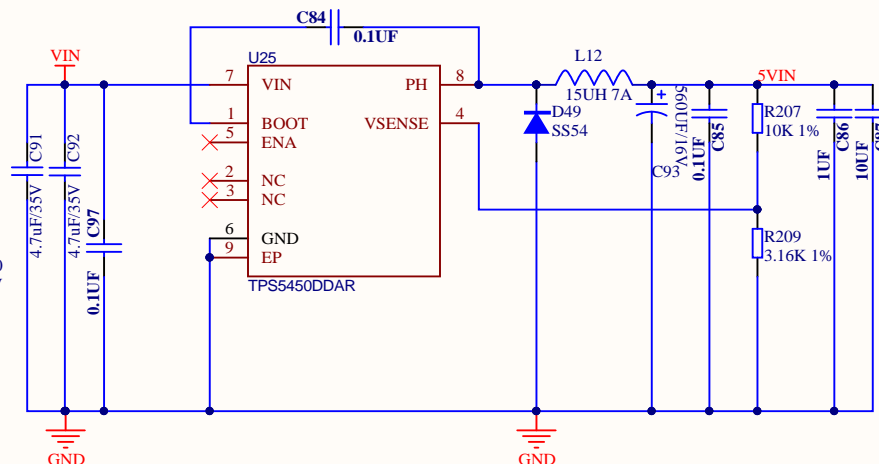 C84
0.1UF
VIN
U25
7
VIN
PH
8
1
BOOT
VSENSE
4
5
ENA
2
NC
3
NC
6
GND
9
EP
TPS5450DDAR
C91
4.7uF/35V
C92
4.7uF/35V
C97
0.1UF
L12
15UH 7A
D49
SS54
+
560UF/16V
C93
0.1UF
C85
5VIN
R207
10K 1%
R209
3.16K 1%
1UF
C86
10UF
C87
GND
GND